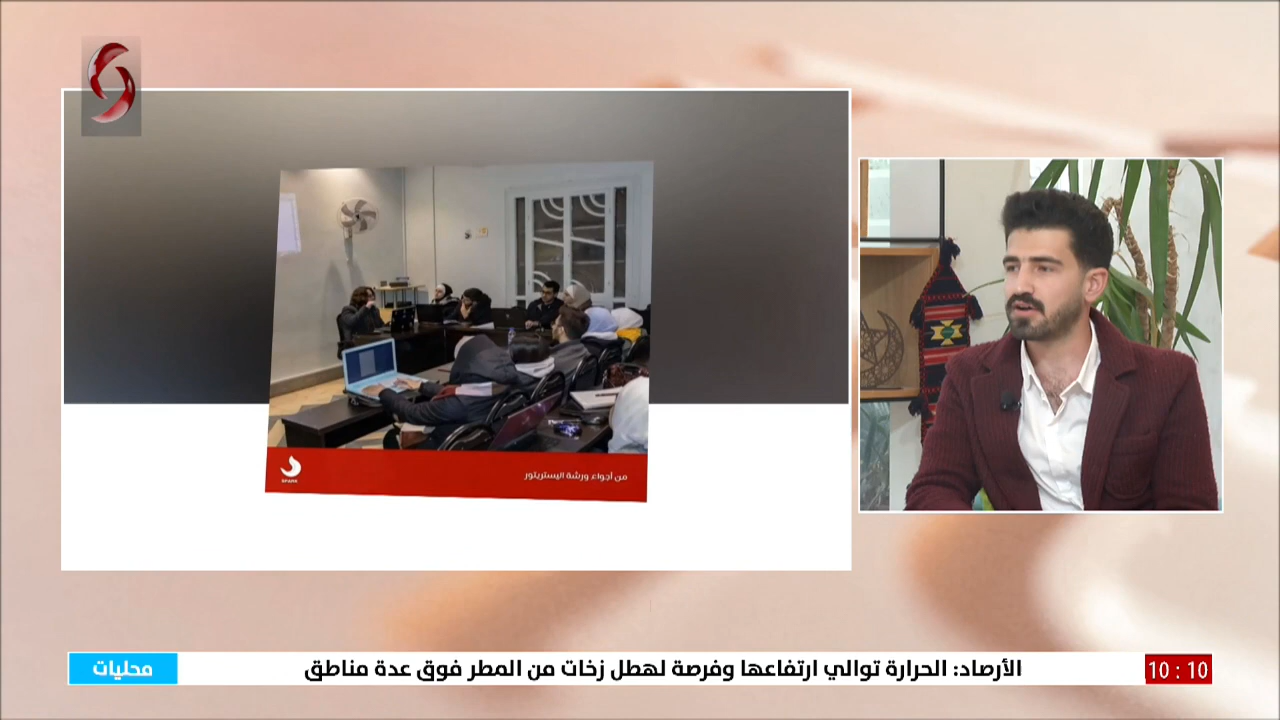 SPARK
من أجواء ورشة اليستريتور
محليات
الأرصاد: الحرارة توالي ارتفاعها وفرصة لهطل زخات من المطر فوق عدة مناطق
10 : 10